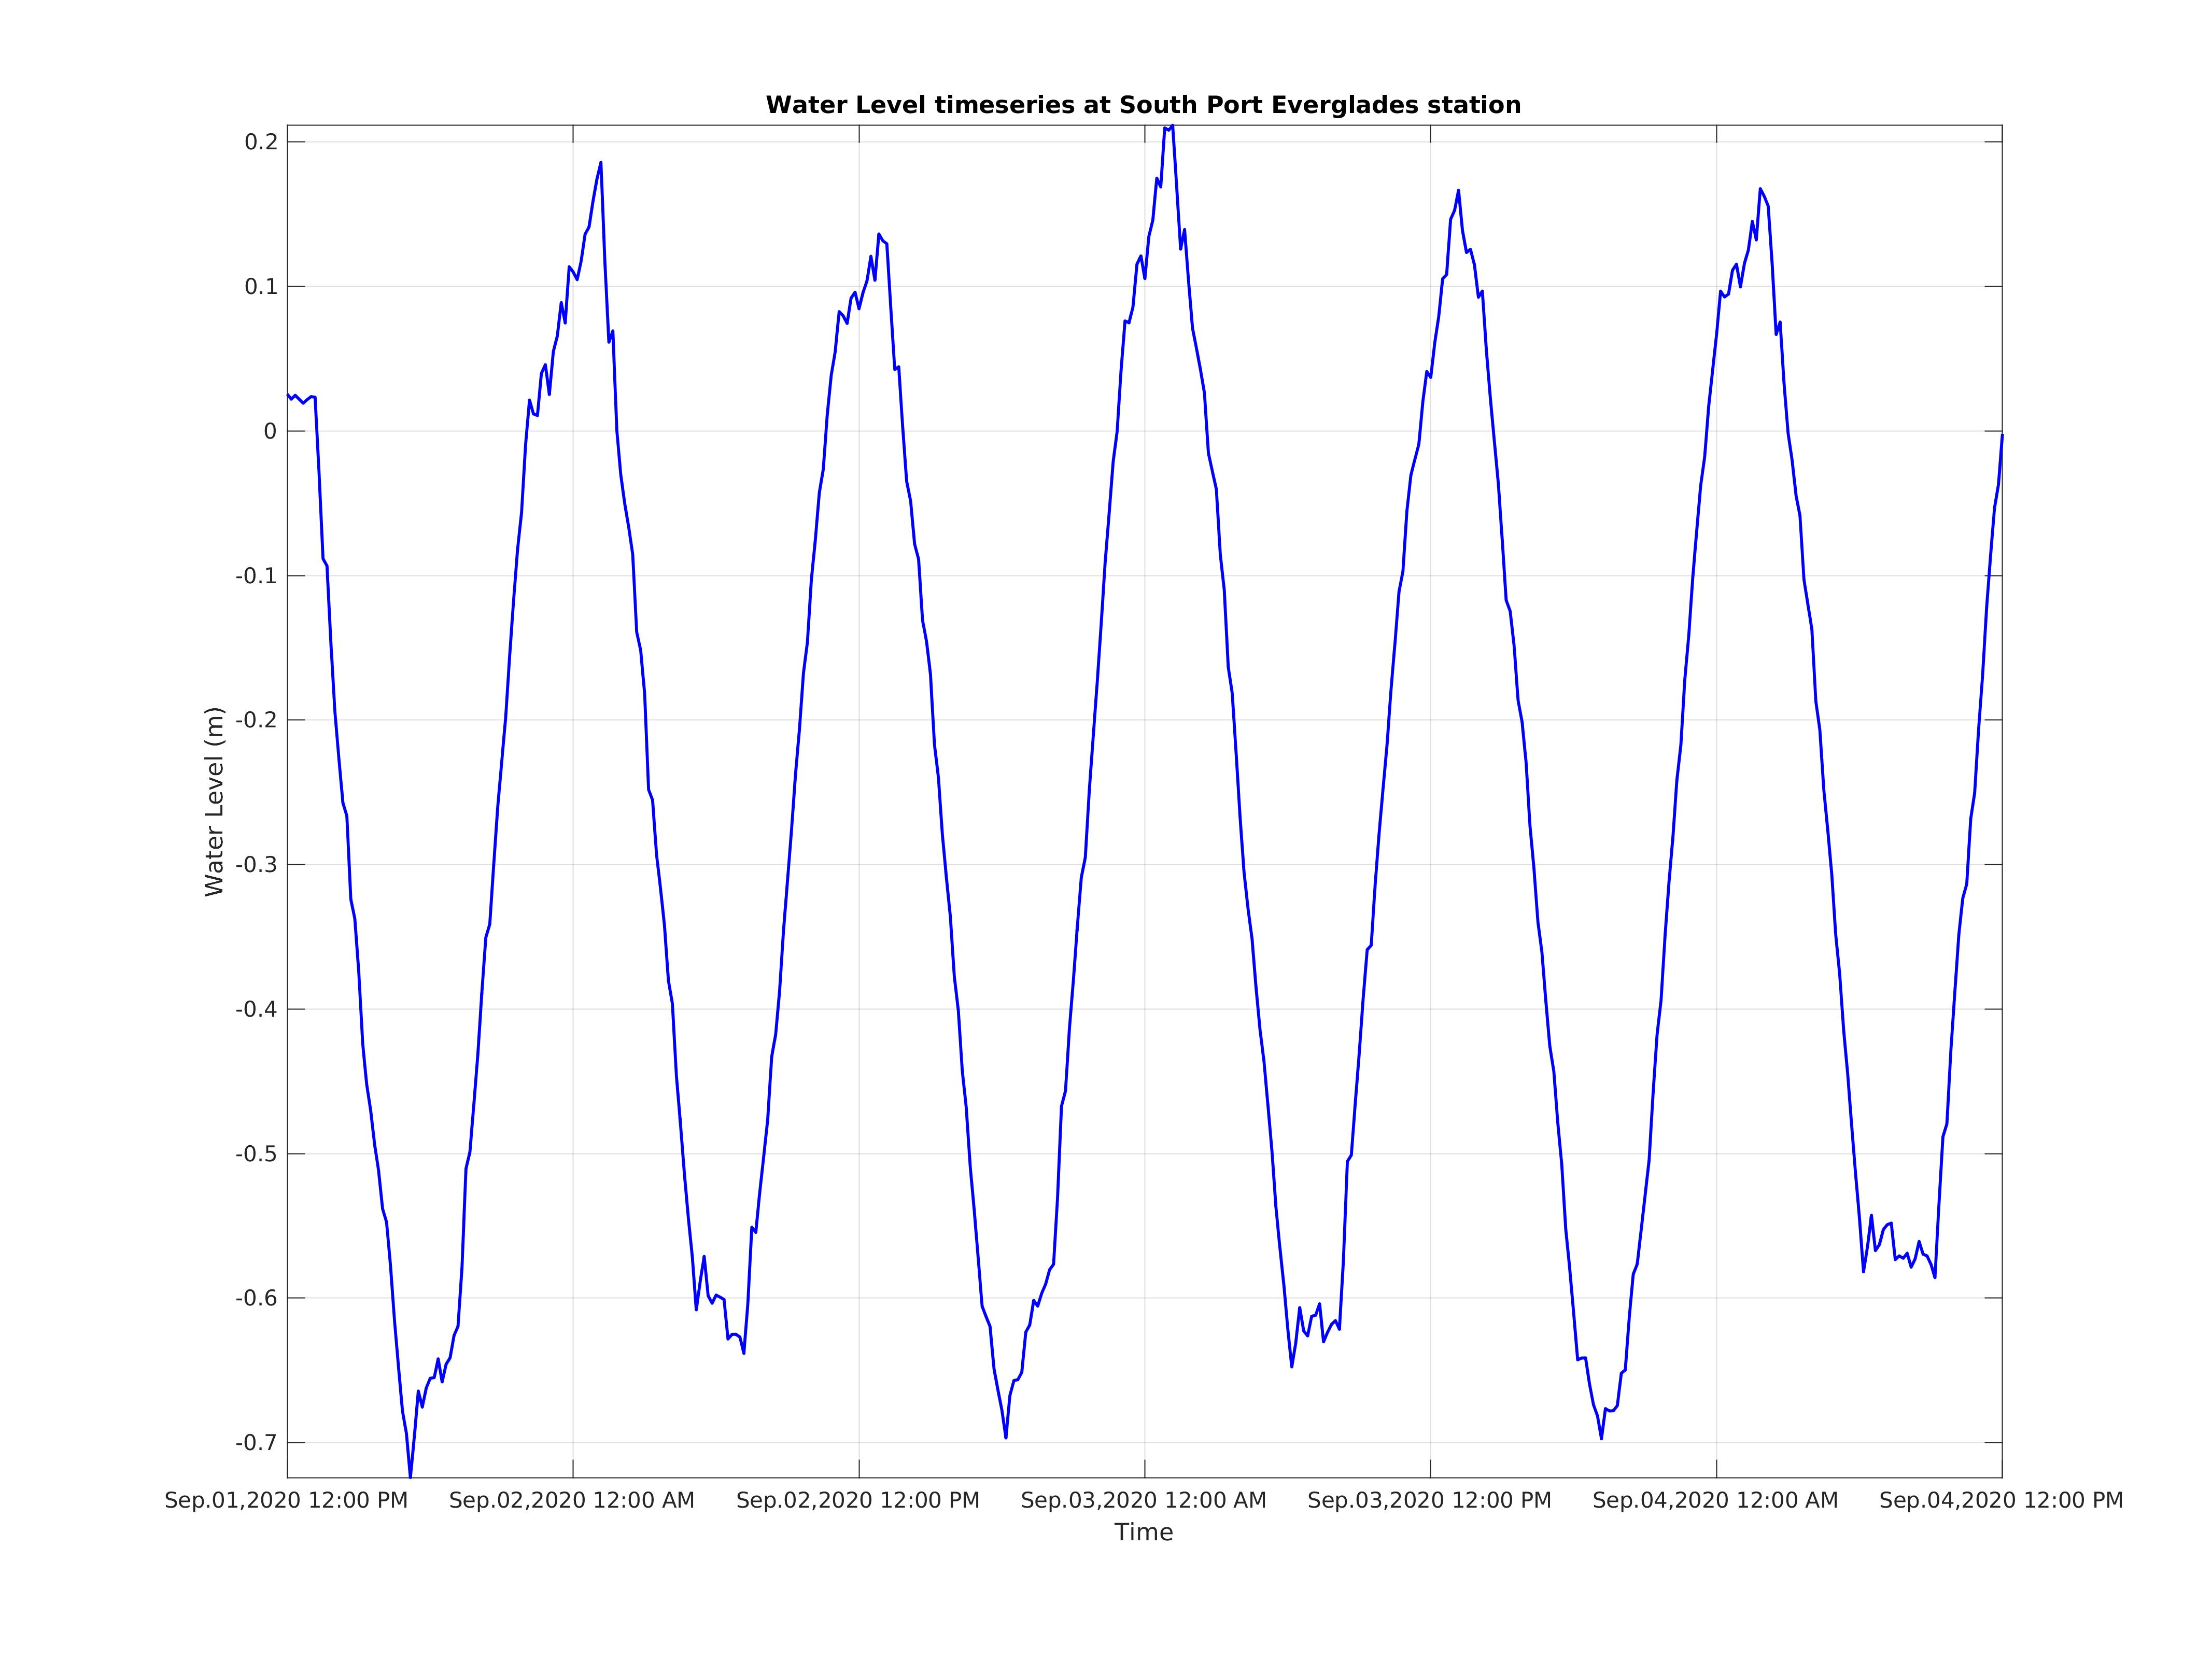 Water Level timeseries at South Port Everglades station
0.2
0.1
0
-0.1
-0.2
-0.3
-0.4
-0.5
-0.6
-0.7
Water Level (m)
Sep.01,2020 12:00 PM Sep.02,2020 12:00 AM Sep.02,2020 12:00 PM Sep.03,2020 12:00 AM Sep.03,2020 12:00 PM Sep.04,2020 12:00 AM Sep.04,2020 12:00 PM
Time